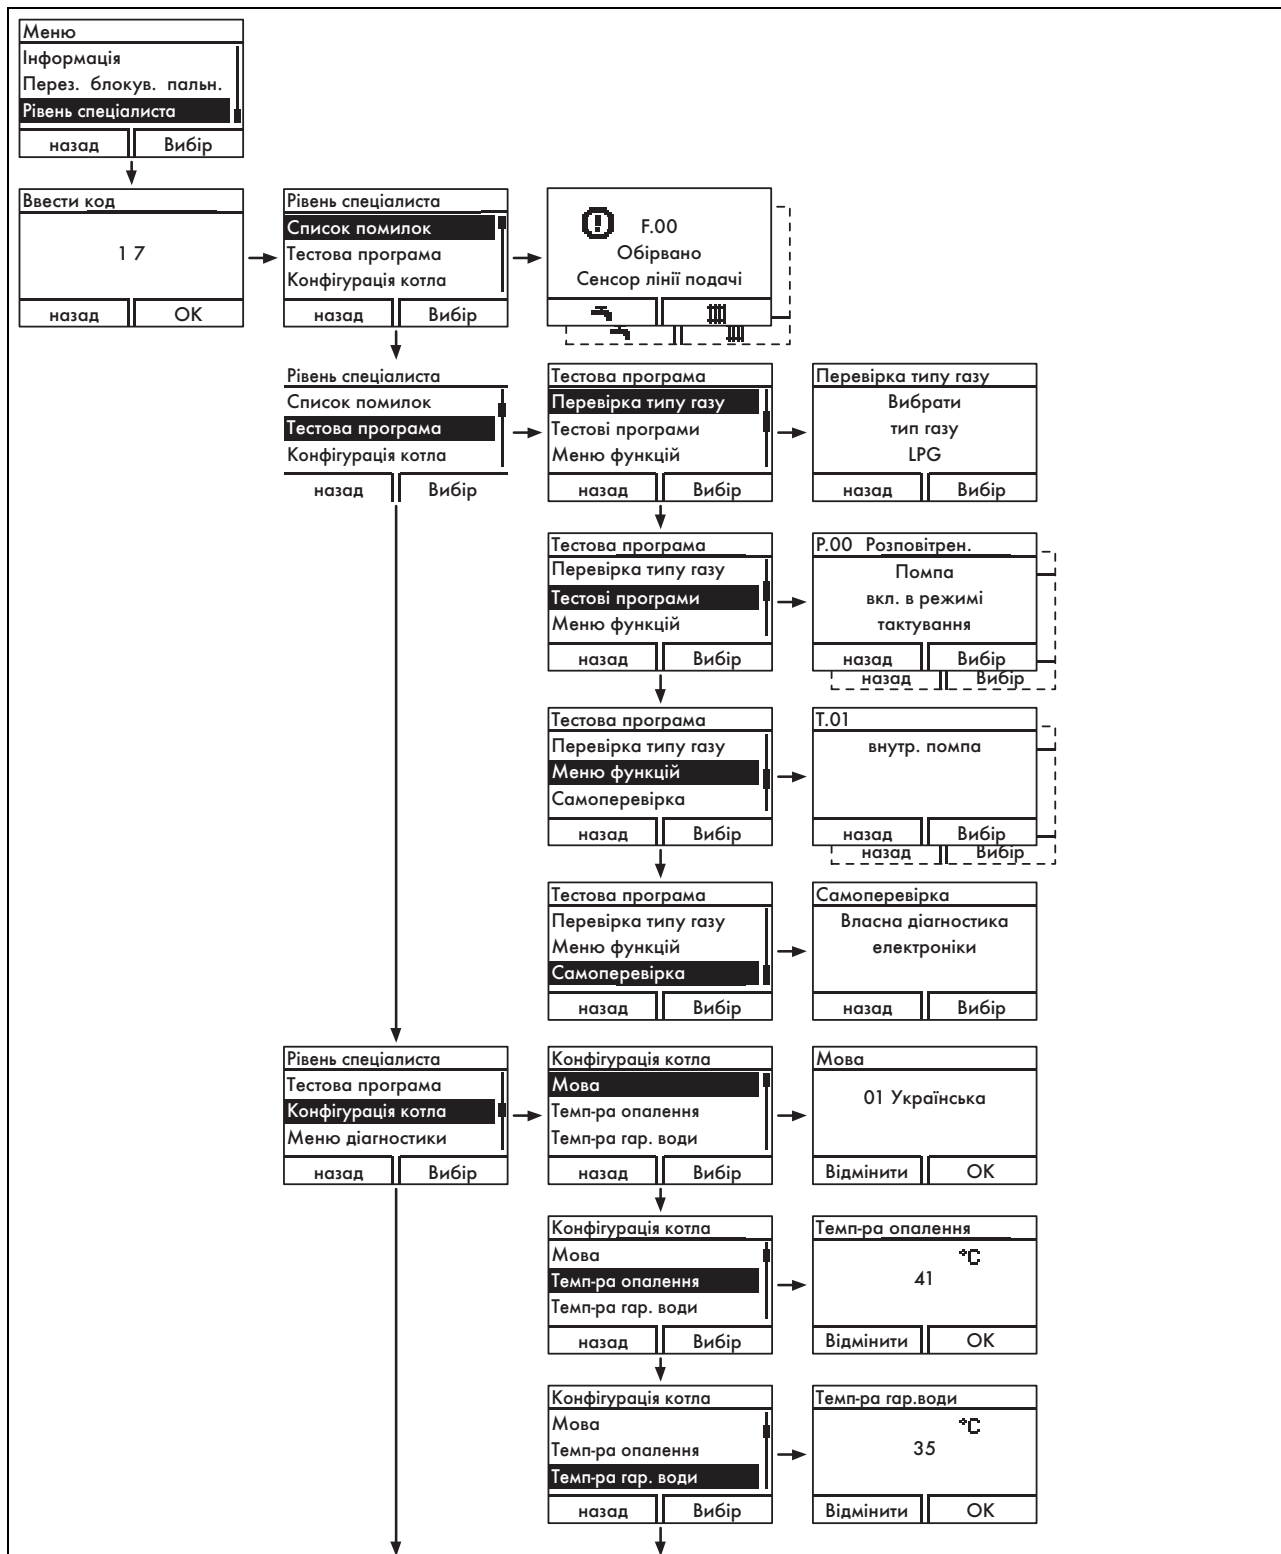 Меню
Інформація
Перез. блокув. пальн.
Рівень спеціалиста
назад Вибір
Ввести код
1 7
назад OK
Рівень спеціалиста
Список помилок
Тестова програма
Конфігурація котла
назад Вибір
F.00
Обірвано
Сенсор лінії подачі
Рівень спеціалиста
Список помилок
Тестова програма
Конфігурація котла
назад Вибір
Тестова програма
Перевірка типу газу
Тестові програми
Меню функцій
назад Вибір
Перевірка типу газу
Вибрати
тип газу
LPG
назад Вибір
Тестова програма
Перевірка типу газу
Тестові програми
Меню функцій
назад Вибір
P.00 Розповітрен.
Помпа
вкл. в режимі
тактування
назад Вибір
назад Вибір
Тестова програма
Перевірка типу газу
Меню функцій
Самоперевірка
назад Вибір
T.01
внутр. помпа
назад Вибір
назад Вибір
Тестова програма
Перевірка типу газу
Меню функцій
Самоперевірка
назад Вибір
Самоперевірка
Власна діагностика
електроніки
назад Вибір
Рівень спеціалиста
Тестова програма
Конфігурація котла
Меню діагностики
назад Вибір
Конфігурація котла
Мова
Темп-ра опалення
Темп-ра гар. води
назад Вибір
Мова
01 Українська
Відмінити OK
Конфігурація котла
Мова
Темп-ра опалення
Темп-ра гар. води
назад Вибір
Темп-ра опалення
°C
41
Відмінити OK
Конфігурація котла
Мова
Темп-ра опалення
Темп-ра гар. води
назад Вибір
Темп-ра гар.води
°C
35
Відмінити OK